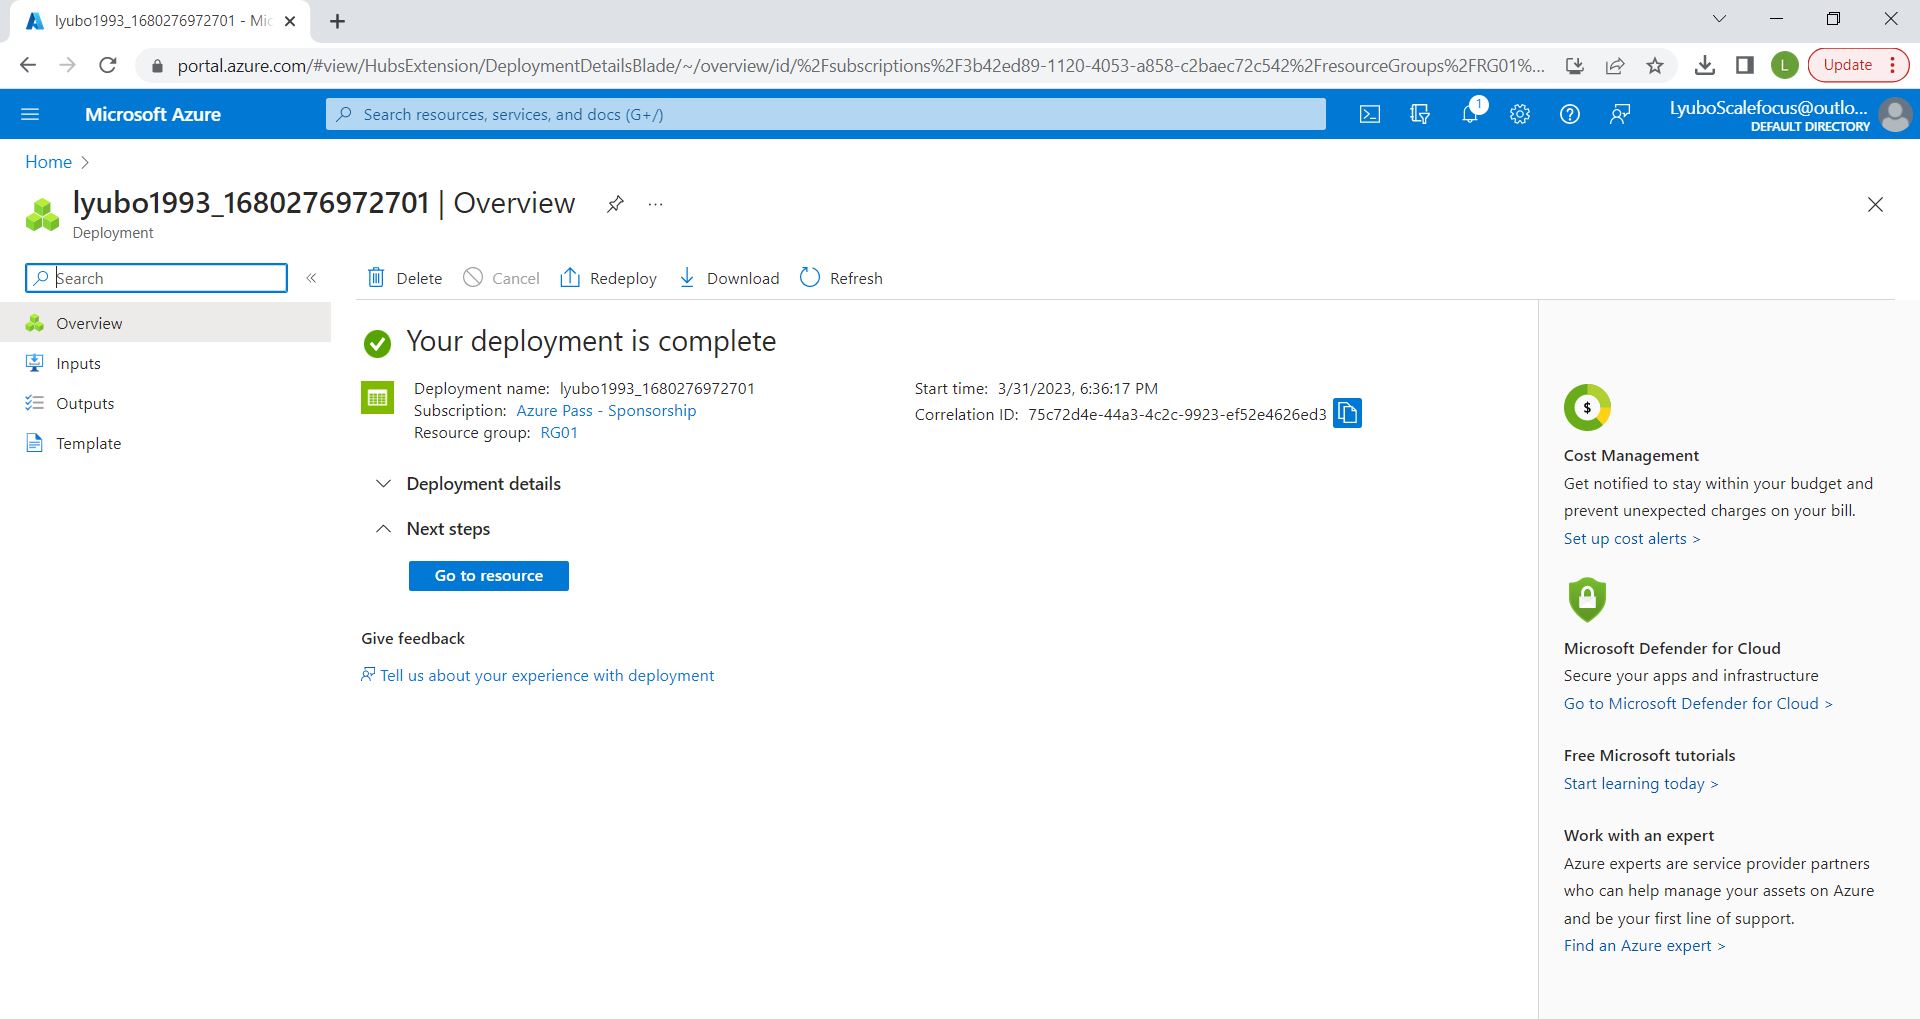 lyubo1993_1680276972701 - Mic
portal.azure.com/#view/HubsExtension/DeploymentDetailsBlade/~/overview/id/%2Fsubscriptions%2F3b42ed89-1120-4053-a858-c2baec72c542%2FresourceGroups%2FRG01%...
L
Update
Microsoft Azure
Search resources, services, and docs (G+/)
1
LyuboScalefocus@outlo...
DEFAULT DIRECTORY
Home
lyubo1993_1680276972701 | Overview
...
Deployment
Search
«
Delete
Cancel
Redeploy
Download
Refresh
Overview
Inputs
Outputs
Template
Your deployment is complete
Deployment name: lyubo1993_1680276972701
Subscription: Azure Pass - Sponsorship
Resource group: RG01
Start time: 3/31/2023, 6:36:17 PM
Correlation ID: 75c72d4e-44a3-4c2c-9923-ef52e4626ed3
Deployment details
Next steps
Go to resource
Give feedback
Tell us about your experience with deployment
$
Cost Management
Get notified to stay within your budget and
prevent unexpected charges on your bill.
Set up cost alerts >
Microsoft Defender for Cloud
Secure your apps and infrastructure
Go to Microsoft Defender for Cloud >
Free Microsoft tutorials
Start learning today >
Work with an expert
Azure experts are service provider partners
who can help manage your assets on Azure
and be your first line of support.
Find an Azure expert >